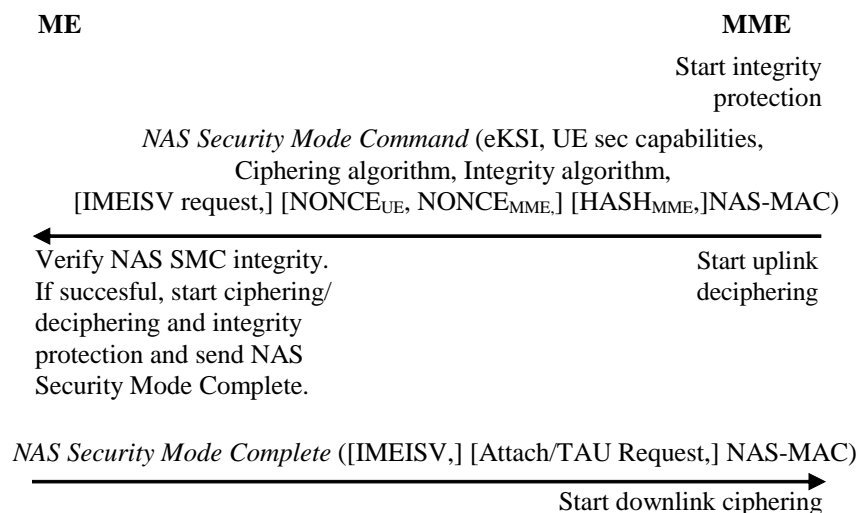 ME MME
Start integrity
protection
NAS Security Mode Command (eKSI, UE sec capabilities,
Ciphering algorithm, Integrity algorithm,
[IMEISV request,] [NONCEUE, NONCEMME,] [HASHMME,]NAS-MAC)
Verify NAS SMC integrity. Start uplink
If succesful, start ciphering/ deciphering
deciphering and integrity
protection and send NAS
Security Mode Complete.
NAS Security Mode Complete ([IMEISV,] [Attach/TAU Request,] NAS-MAC)
Start downlink ciphering